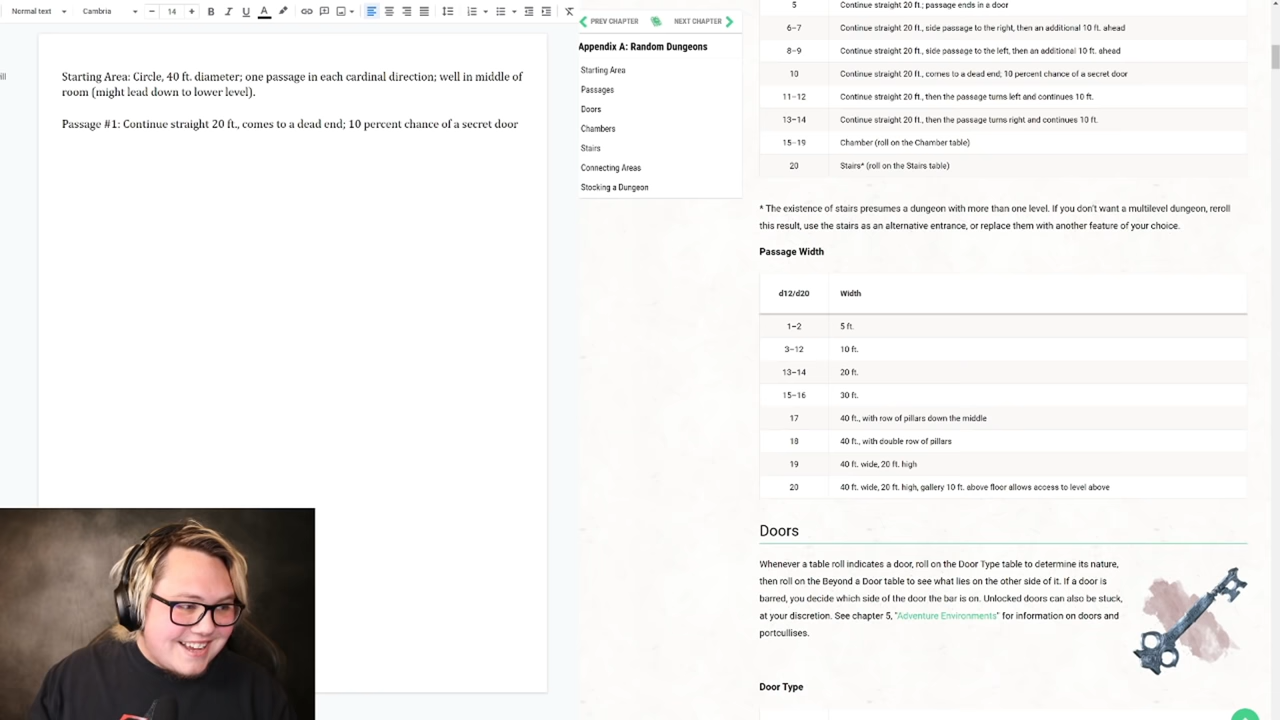 Normal text
Cambria
14
B I U A
ill
Starting Area: Circle, 40 ft. diameter; one passage in each cardinal direction; well in middle of
room (might lead down to lower level).
Passage #1: Continue straight 20 ft., comes to a dead end; 10 percent chance of a secret door
PREV CHAPTER
NEXT CHAPTER
Appendix A: Random Dungeons
Starting Area
Passages
Doors
Chambers
Stairs
Connecting Areas
Stocking a Dungeon
5 Continue straight 20 ft.; passage ends in a door
6–7 Continue straight 20 ft., side passage to the right, then an additional 10 ft. ahead
8–9 Continue straight 20 ft., side passage to the left, then an additional 10 ft. ahead
10 Continue straight 20 ft., comes to a dead end; 10 percent chance of a secret door
11–12 Continue straight 20 ft., then the passage turns left and continues 10 ft.
13–14 Continue straight 20 ft., then the passage turns right and continues 10 ft.
15–19 Chamber (roll on the Chamber table)
20 Stairs* (roll on the Stairs table)
* The existence of stairs presumes a dungeon with more than one level. If you don't want a multilevel dungeon, reroll
this result, use the stairs as an alternative entrance, or replace them with another feature of your choice.
Passage Width
d12/d20 Width
1–2 5 ft.
3–12 10 ft.
13–14 20 ft.
15–16 30 ft.
17 40 ft., with row of pillars down the middle
18 40 ft., with double row of pillars
19 40 ft. wide, 20 ft. high
20 40 ft. wide, 20 ft. high, gallery 10 ft. above floor allows access to level above
Doors
Whenever a table roll indicates a door, roll on the Door Type table to determine its nature,
then roll on the Beyond a Door table to see what lies on the other side of it. If a door is
barred, you decide which side of the door the bar is on. Unlocked doors can also be stuck,
at your discretion. See chapter 5, "Adventure Environments" for information on doors and
portcullises.
Door Type